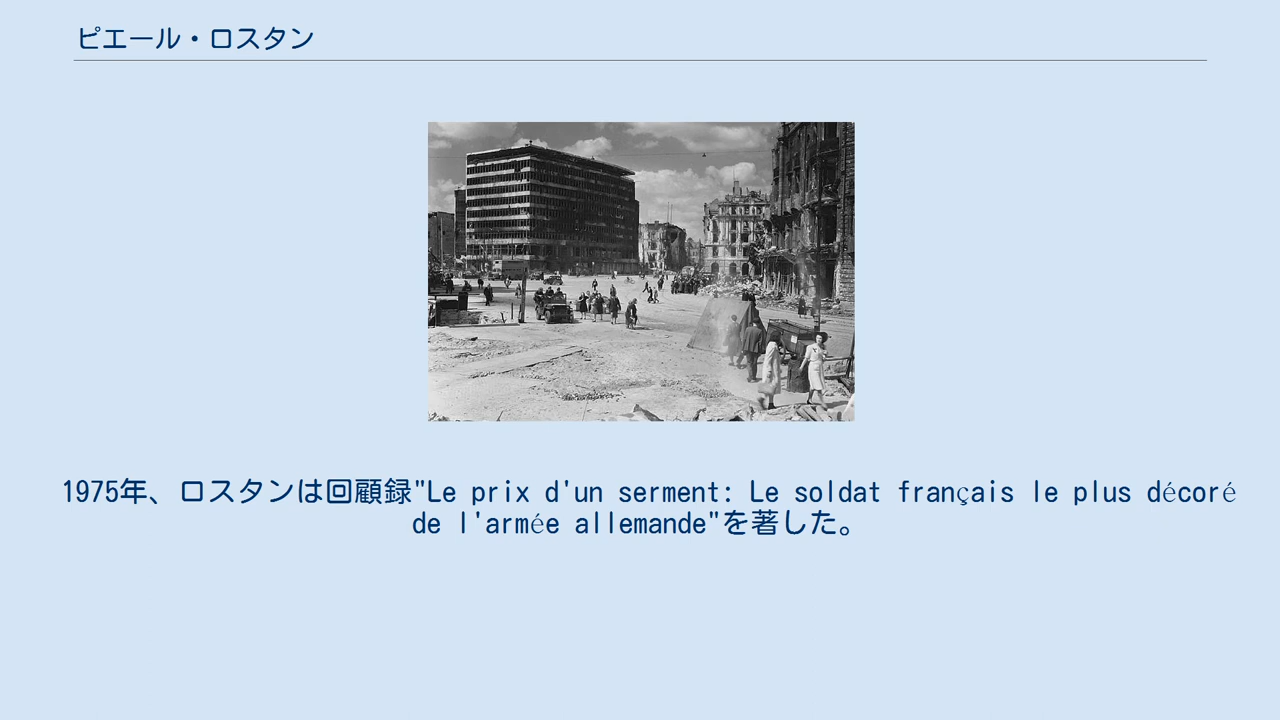 ピエール・ロスタン
1975年、ロスタンは回顧録"Le prix d'un serment: Le soldat français le plus décoré
de l'armée allemande"を著した。